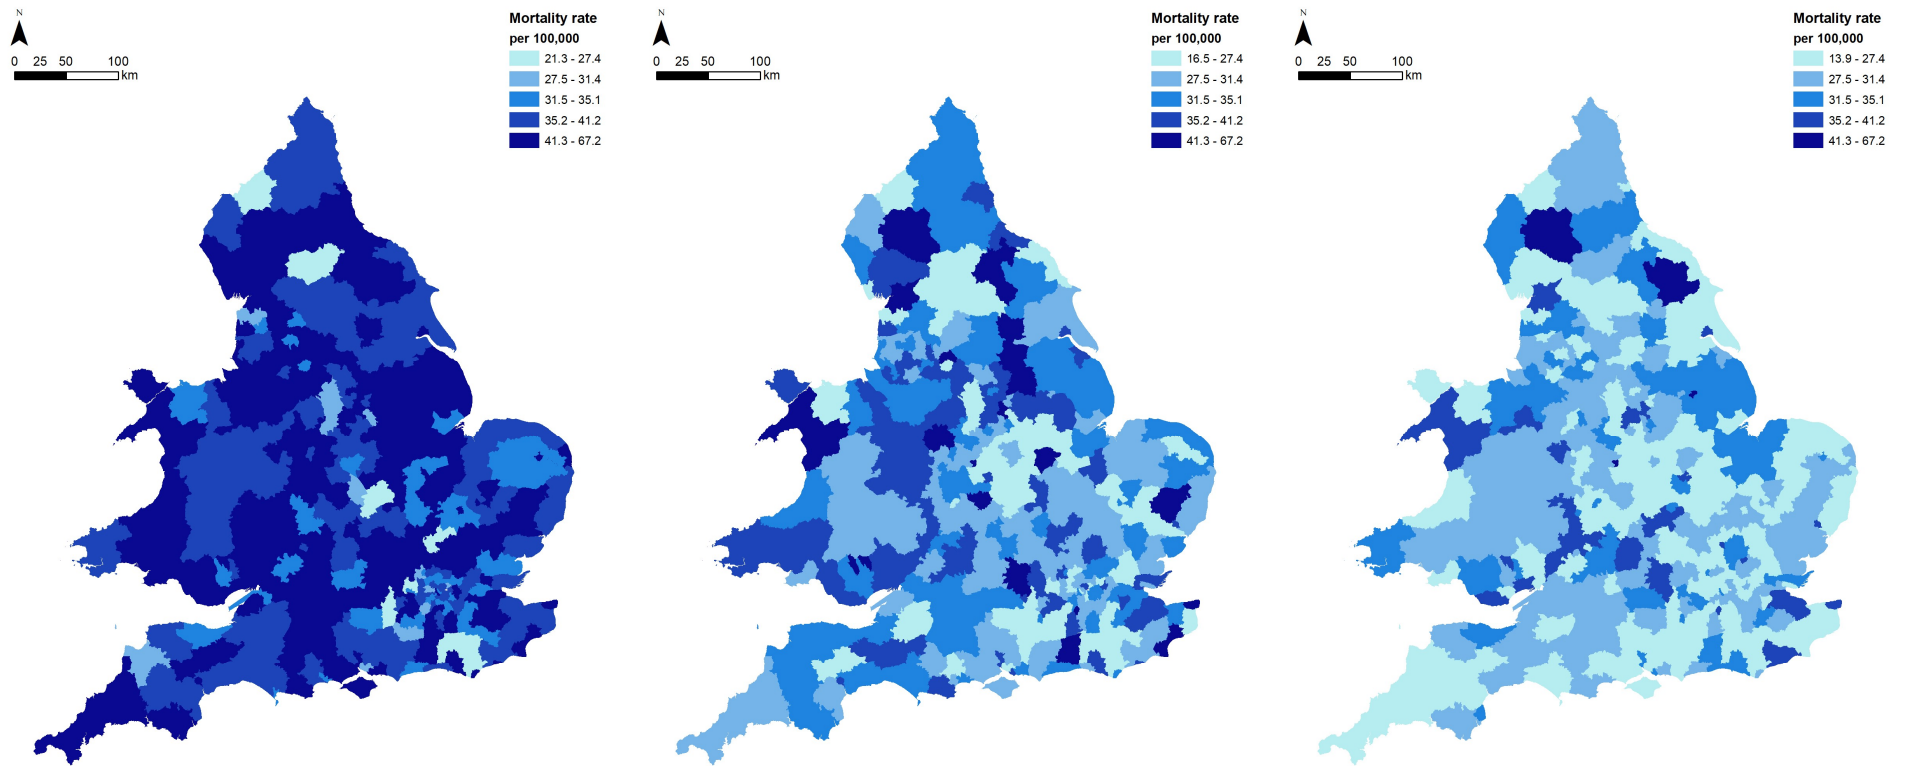 N
0 25 50 100
km
Mortality rate
per 100,000
21.3 - 27.4
27.5 - 31.4
31.5 - 35.1
35.2 - 41.2
41.3 - 67.2
N
0 25 50 100
km
Mortality rate
per 100,000
16.5 - 27.4
27.5 - 31.4
31.5 - 35.1
35.2 - 41.2
41.3 - 67.2
N
0 25 50 100
km
Mortality rate
per 100,000
13.9 - 27.4
27.5 - 31.4
31.5 - 35.1
35.2 - 41.2
41.3 - 67.2